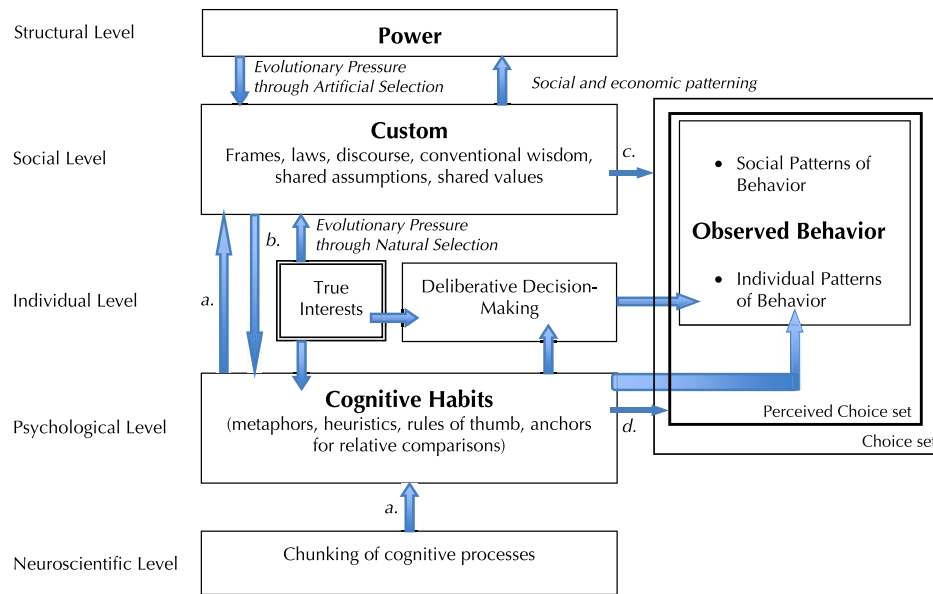 Structural Level
Power
Evolutionary Pressure
through Artificial Selection
Social and economic patterning
Social Level
Custom
Frames, laws, discourse, conventional wisdom,
shared assumptions, shared values
c.
• Social Patterns of
Behavior
Observed Behavior
• Individual Patterns
of Behavior
Perceived Choice set
Choice set
a.
b.
Evolutionary Pressure
through Natural Selection
Individual Level
True
Interests
Deliberative Decision-
Making
Psychological Level
Cognitive Habits
(metaphors, heuristics, rules of thumb, anchors
for relative comparisons)
d.
a.
Neuroscientific Level
Chunking of cognitive processes